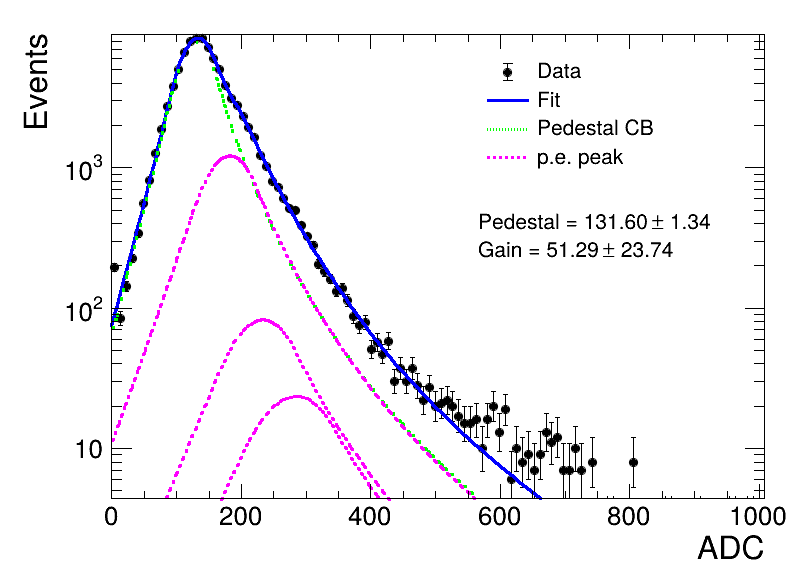 Events
Data
Fit
Pedestal CB
p.e. peak
Pedestal = 131.60 ± 1.34
Gain = 51.29 ± 23.74
10³
10²
10
0 200 400 600 800 1000
ADC